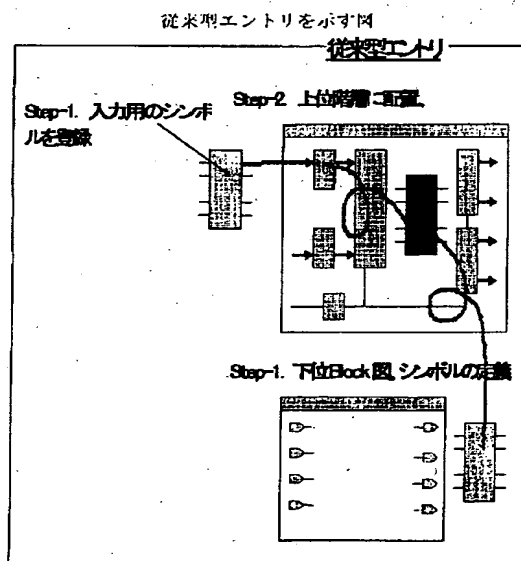 従来型エントリを示す図
従来型エントリ
Step-1. 入力用のシンボ
ルを登録
Step-2. 上位階層に配置、
Step-1. 下位Block図、シンボルの定義